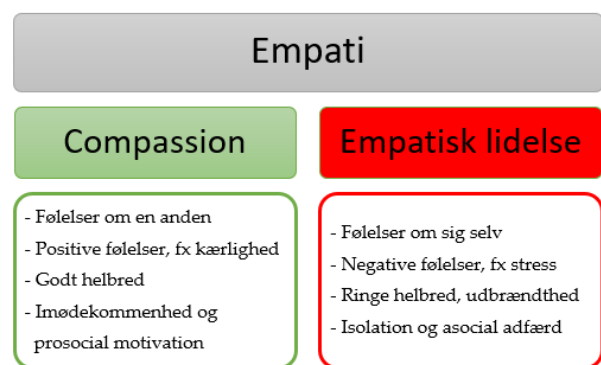 Empati
Compassion
Empatisk lidelse
- Følelser om en anden
- Positive følelser, fx kærlighed
- Godt helbred
- Imødekommenhed og
prosocial motivation
- Følelser om sig selv
- Negative følelser, fx stress
- Ringe helbred, udbrændthed
- Isolation og asocial adfærd